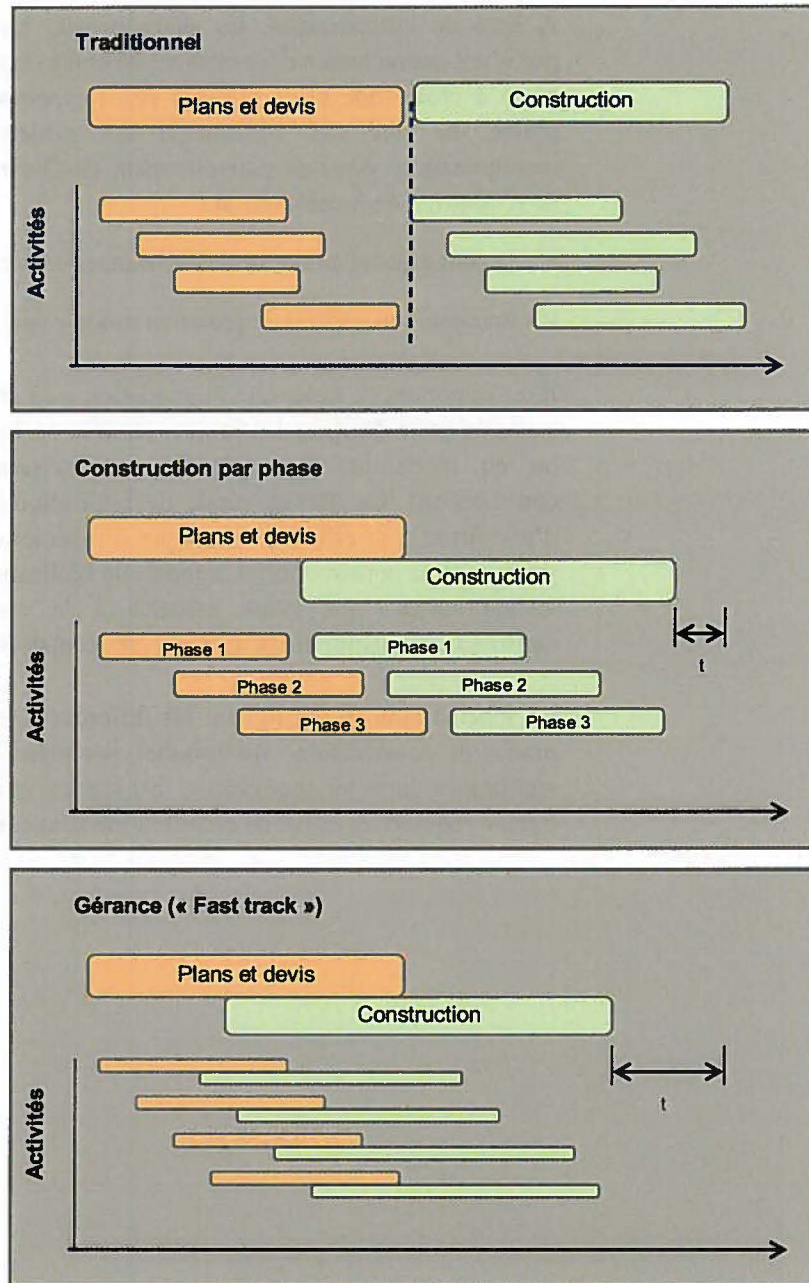 Traditionnel
Plans et devis
Construction
Activités
Construction par phase
Plans et devis
Construction
t
Phase 1
Phase 1
Phase 2
Phase 2
Phase 3
Phase 3
Activités
Gérance (« Fast track »)
Plans et devis
Construction
t
Activités